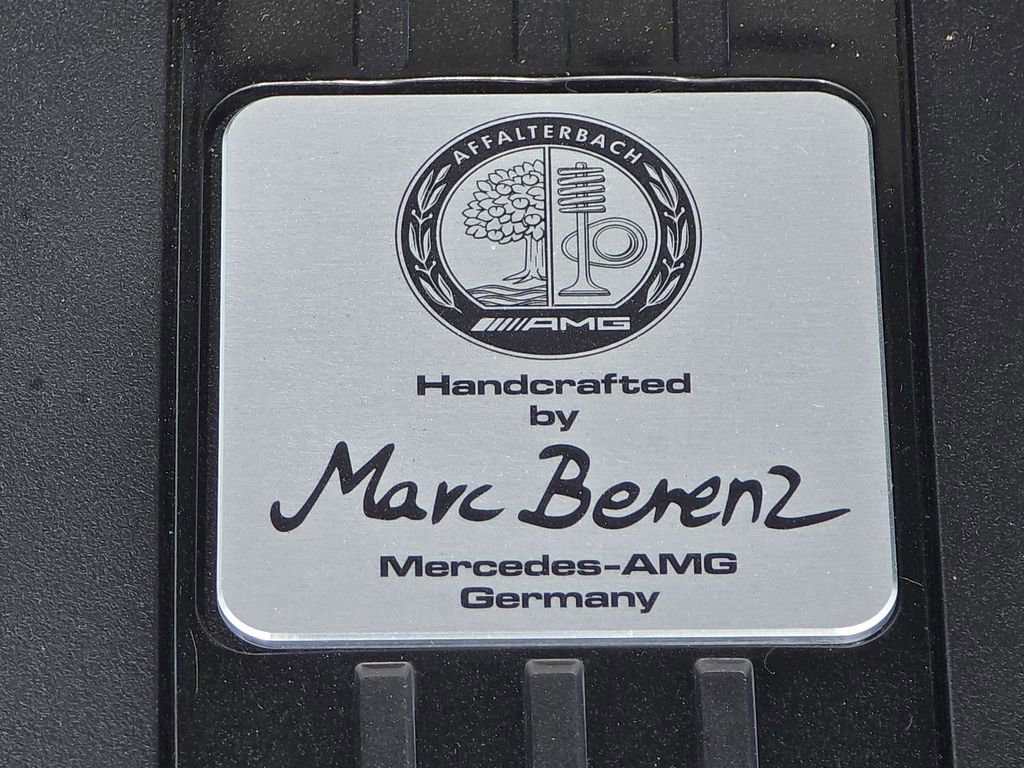 AFFALTERBACH
AMG
Handcrafted
by
Marc Berenz
Mercedes-AMG
Germany